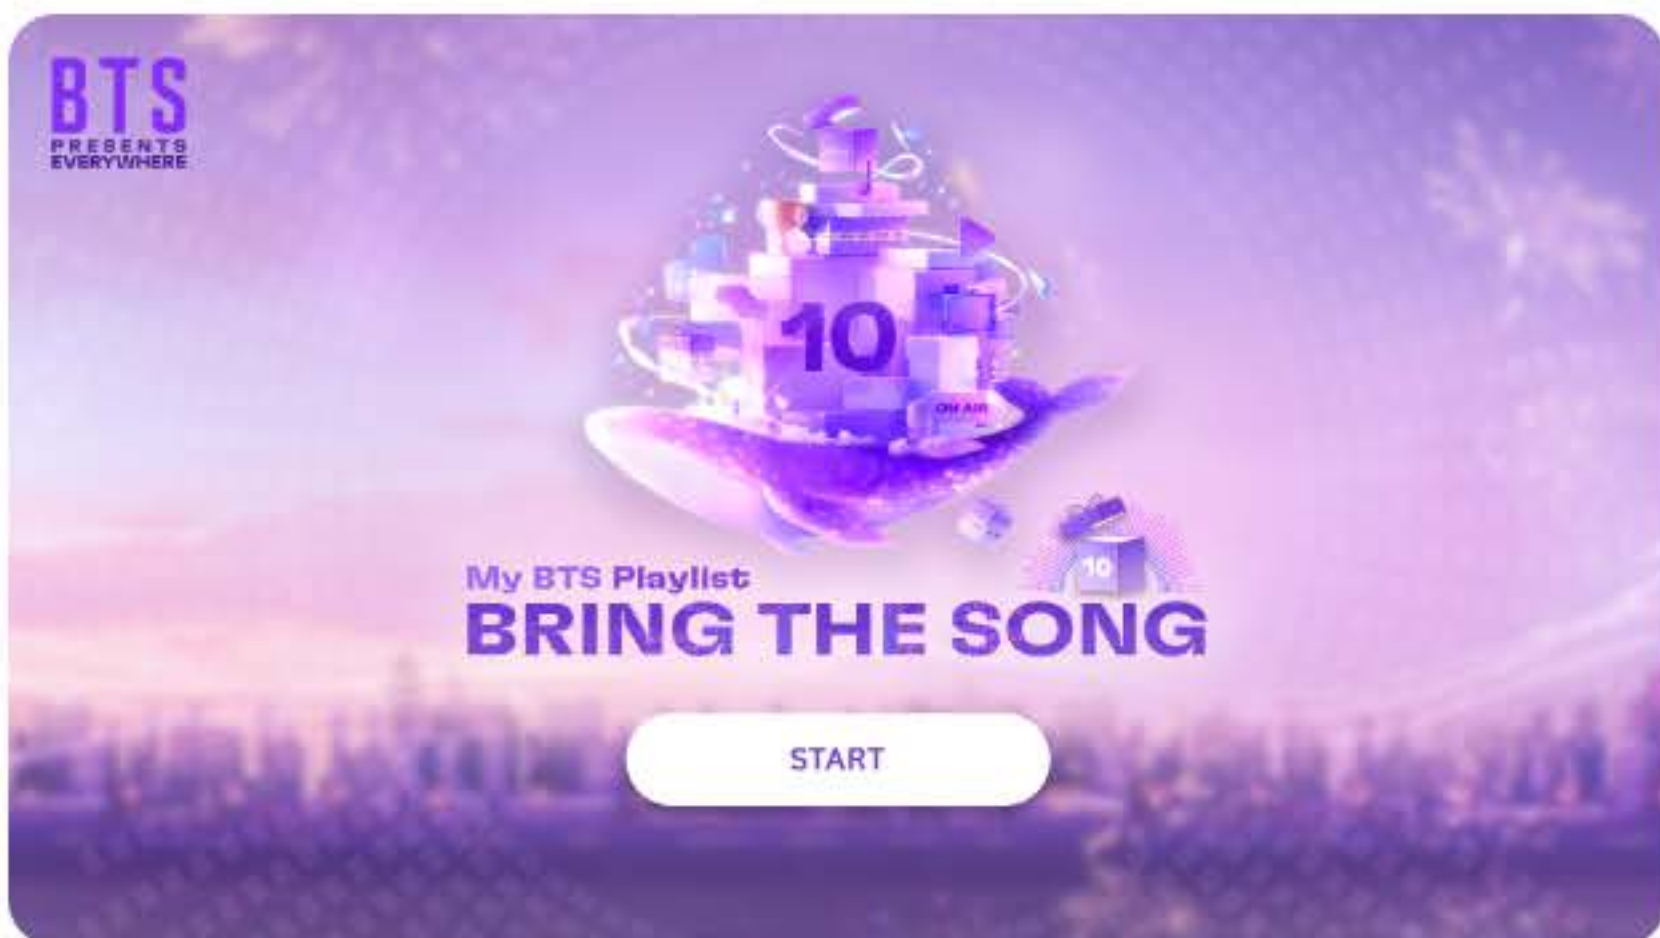 BTS
PRESENTS
EVERYWHERE
10
ON AIR
10
My BTS Playlist
BRING THE SONG
START